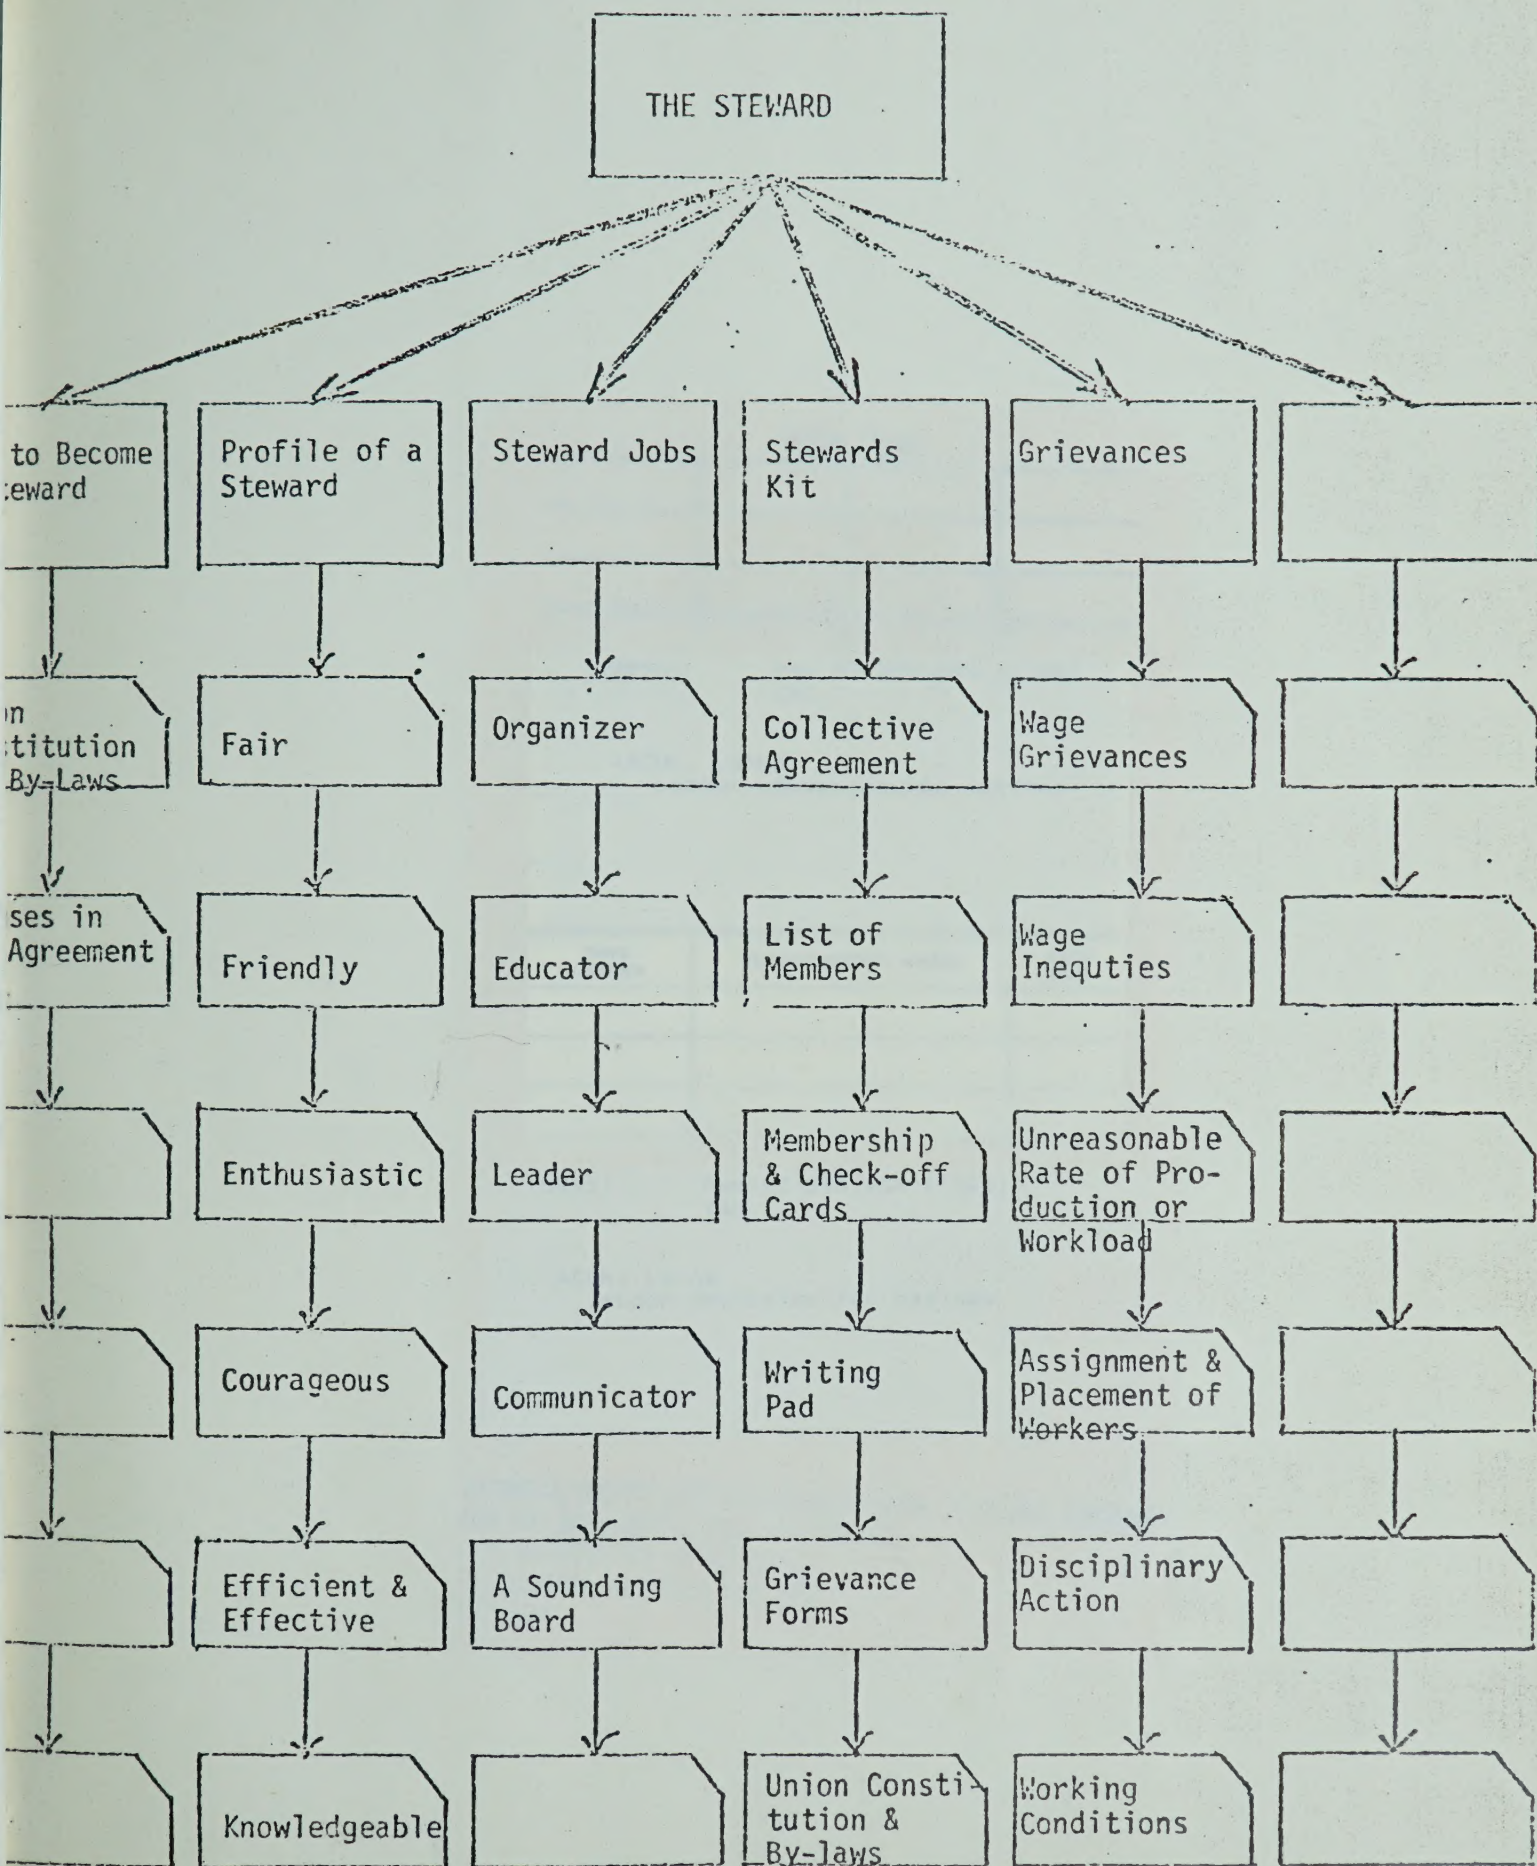 THE STEWARD
to Become
Steward
Profile of a
Steward
Steward Jobs
Stewards
Kit
Grievances
titution
By-Laws
Fair
Organizer
Collective
Agreement
Wage
Grievances
ses in
Agreement
Friendly
Educator
List of
Members
Wage
Inequties
Enthusiastic
Leader
Membership
& Check-off
Cards
Unreasonable
Rate of Pro-
duction or
Workload
Courageous
Communicator
Writing
Pad
Assignment &
Placement of
Workers
Efficient &
Effective
A Sounding
Board
Grievance
Forms
Disciplinary
Action
Knowledgeable
Union Consti-
tution &
By-laws
Working
Conditions